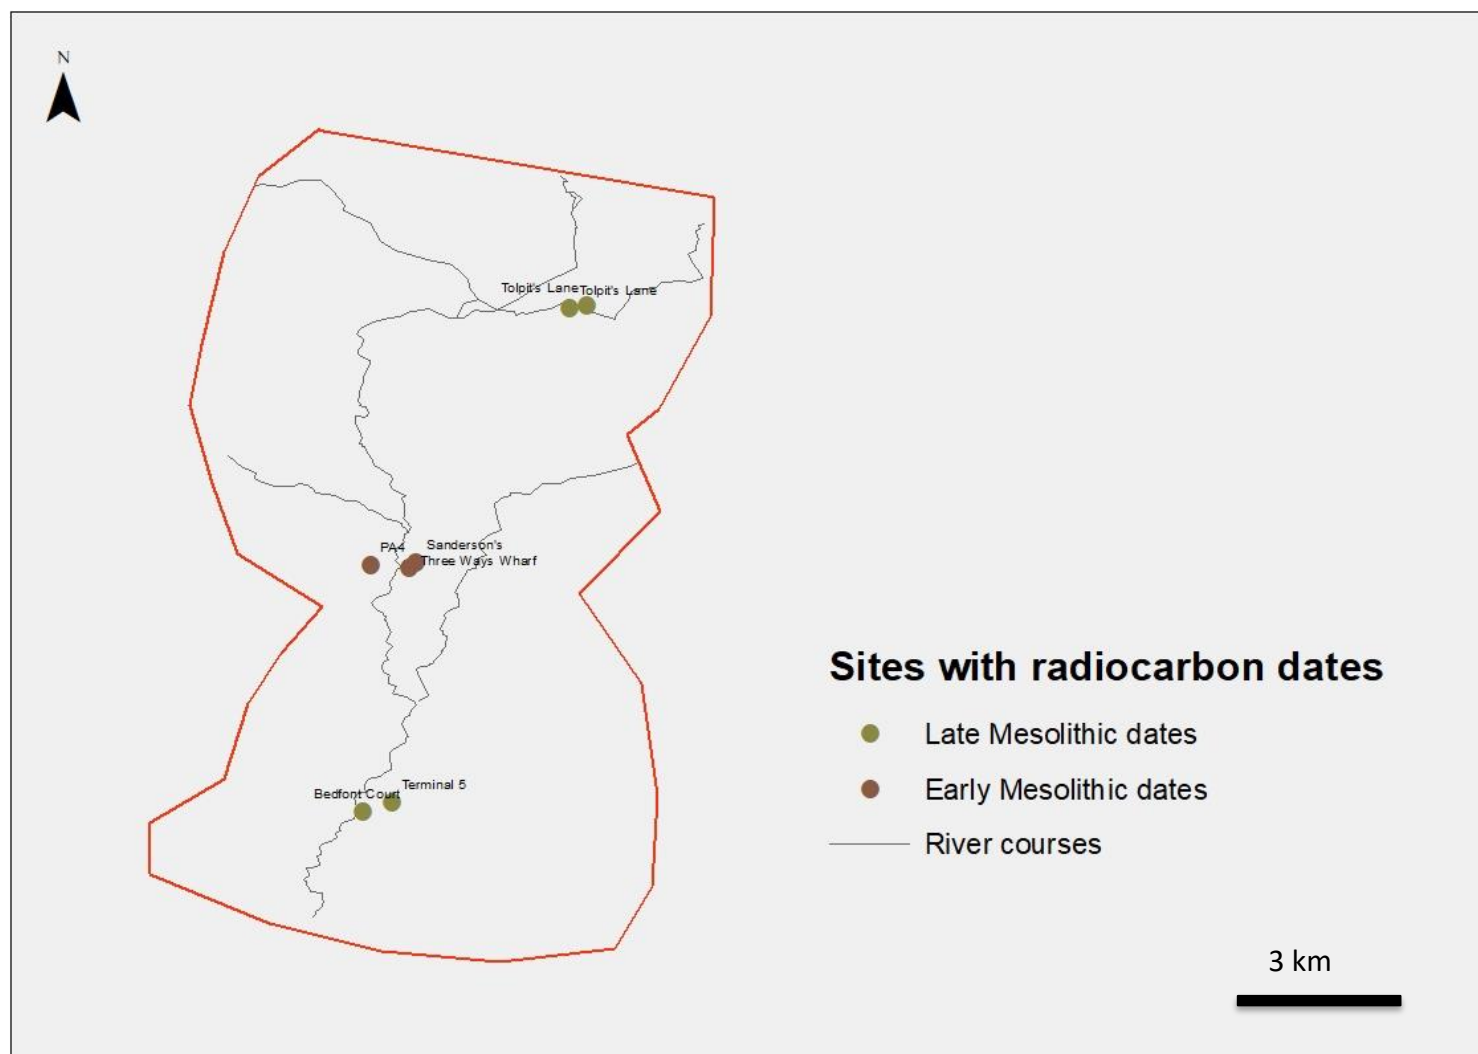 N
Tolpit's Lane
Tolpit's Lane
PA4
Sanderson's
Three Ways Wharf
Terminal 5
Bedfont Court
Sites with radiocarbon dates
Late Mesolithic dates
Early Mesolithic dates
River courses
3 km